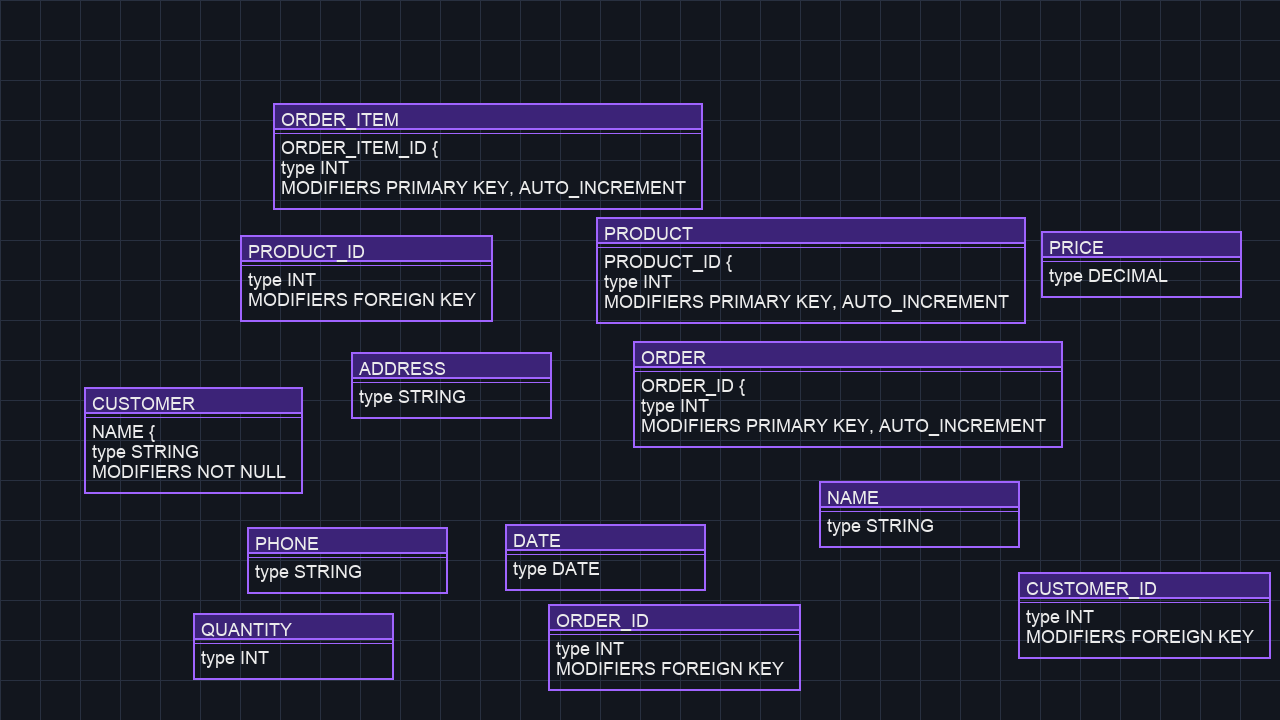 ORDER_ITEM
ORDER_ITEM_ID {
type INT
MODIFIERS PRIMARY KEY, AUTO_INCREMENT
PRODUCT
PRODUCT_ID {
type INT
MODIFIERS PRIMARY KEY, AUTO_INCREMENT
PRICE
type DECIMAL
PRODUCT_ID
type INT
MODIFIERS FOREIGN KEY
ORDER
ORDER_ID {
type INT
MODIFIERS PRIMARY KEY, AUTO_INCREMENT
ADDRESS
type STRING
CUSTOMER
NAME {
type STRING
MODIFIERS NOT NULL
NAME
type STRING
PHONE
type STRING
DATE
type DATE
CUSTOMER_ID
type INT
MODIFIERS FOREIGN KEY
QUANTITY
type INT
ORDER_ID
type INT
MODIFIERS FOREIGN KEY